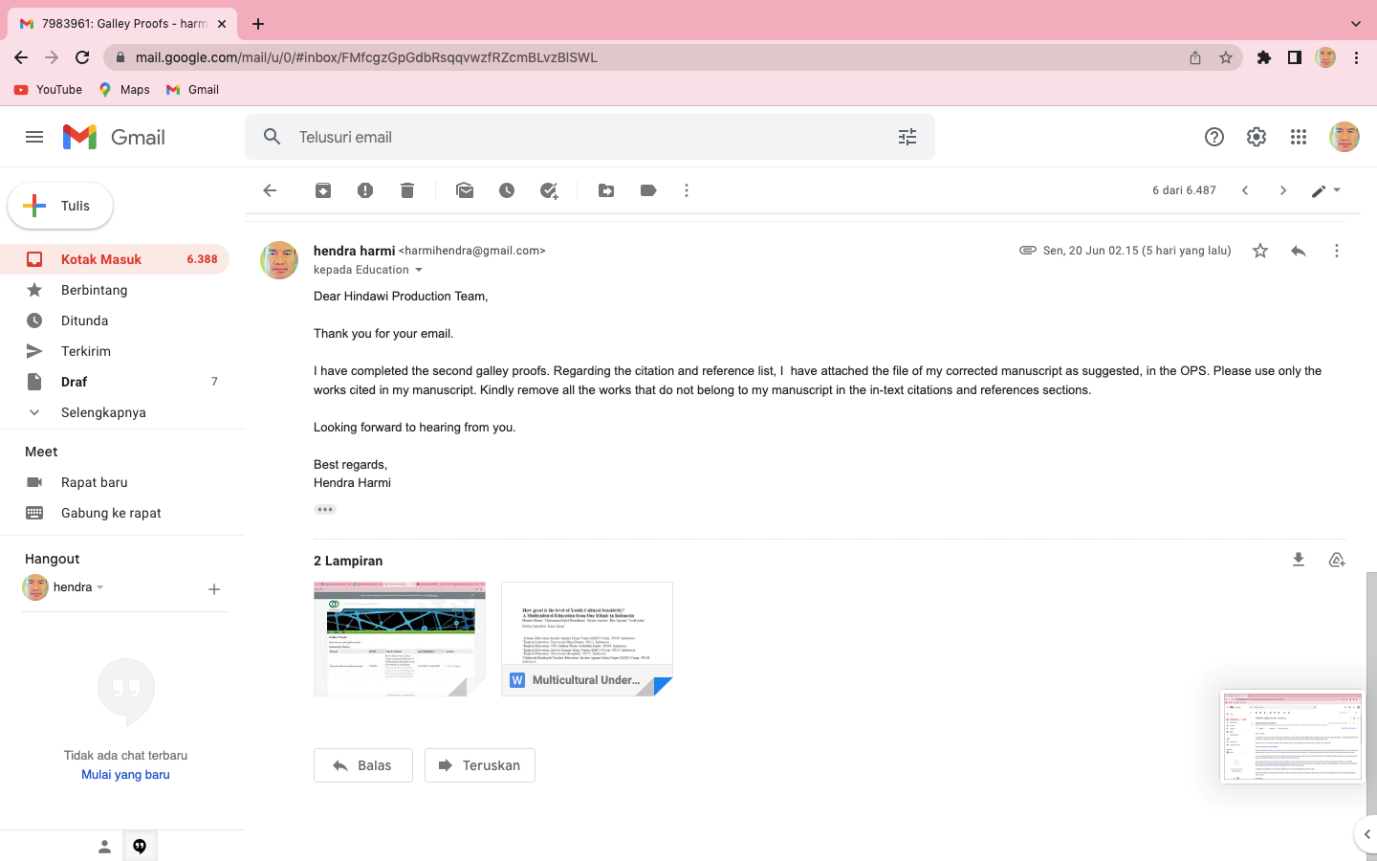 7983961: Galley Proofs - harm
mail.google.com/mail/u/0/#inbox/FMfcgzGpGdbRsqqvwzfRZcmBLvzBlSWL
YouTube Maps Gmail
Gmail
Telusuri email
Tulis
6 dari 6.487
Kotak Masuk 6.388
Berbintang
Ditunda
Terkirim
Draf 7
Selengkapnya
Meet
Rapat baru
Gabung ke rapat
Hangout
hendra
Tidak ada chat terbaru
Mulai yang baru
hendra harmi <harmihendra@gmail.com>
Sen, 20 Jun 02.15 (5 hari yang lalu)
kepada Education
Dear Hindawi Production Team,
Thank you for your email.
I have completed the second galley proofs. Regarding the citation and reference list, I have attached the file of my corrected manuscript as suggested, in the OPS. Please use only the
works cited in my manuscript. Kindly remove all the works that do not belong to my manuscript in the in-text citations and references sections.
Looking forward to hearing from you.
Best regards,
Hendra Harmi
2 Lampiran
How great is the level of Youth Cultural Sensitivity?
A Multicultural Education from One Ethnic in Indonesia
W Multicultural Under...
Balas
Teruskan